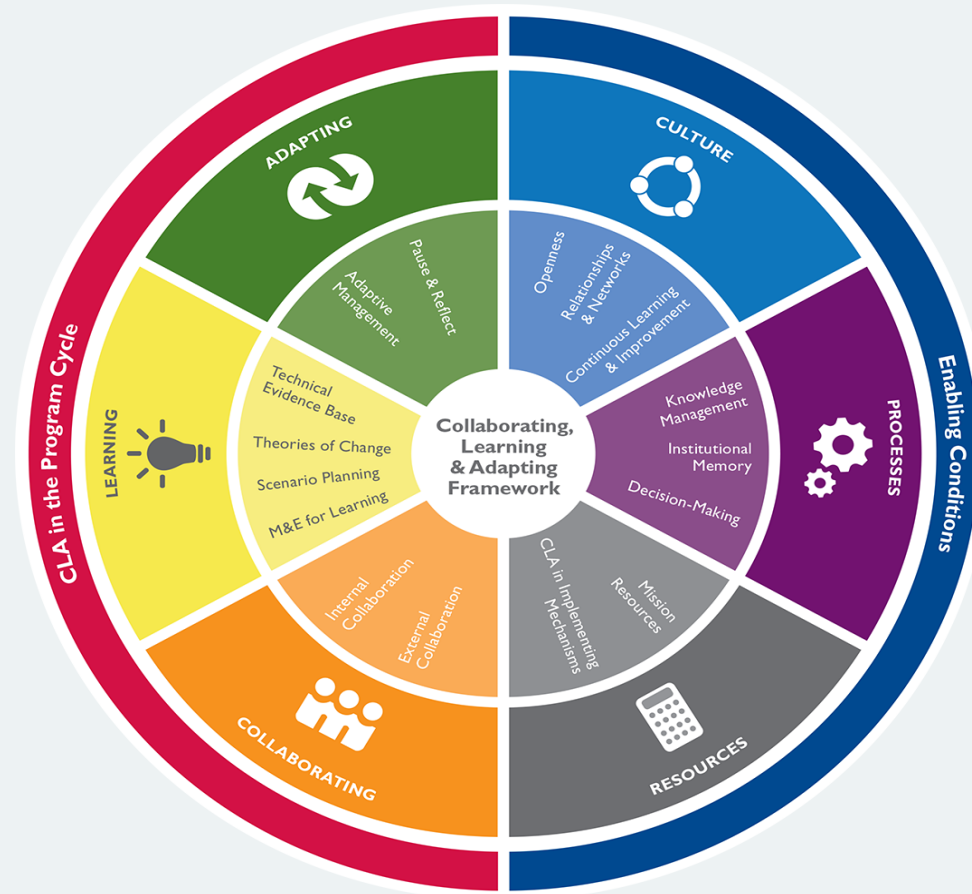 CLA in the Program Cycle
Enabling Conditions
ADAPTING
Adaptive
Management
Pause & Reflect
CULTURE
Openness
Relationships
& Networks
Continuous Learning
& Improvement
LEARNING
Technical
Evidence Base
Theories of Change
Scenario Planning
M&E for Learning
Collaborating,
Learning
& Adapting
Framework
PROCESSES
Knowledge
Management
Institutional
Memory
Decision-Making
COLLABORATING
Internal
Collaboration
External
Collaboration
RESOURCES
CLA in Implementing
Mechanisms
Mission
Resources